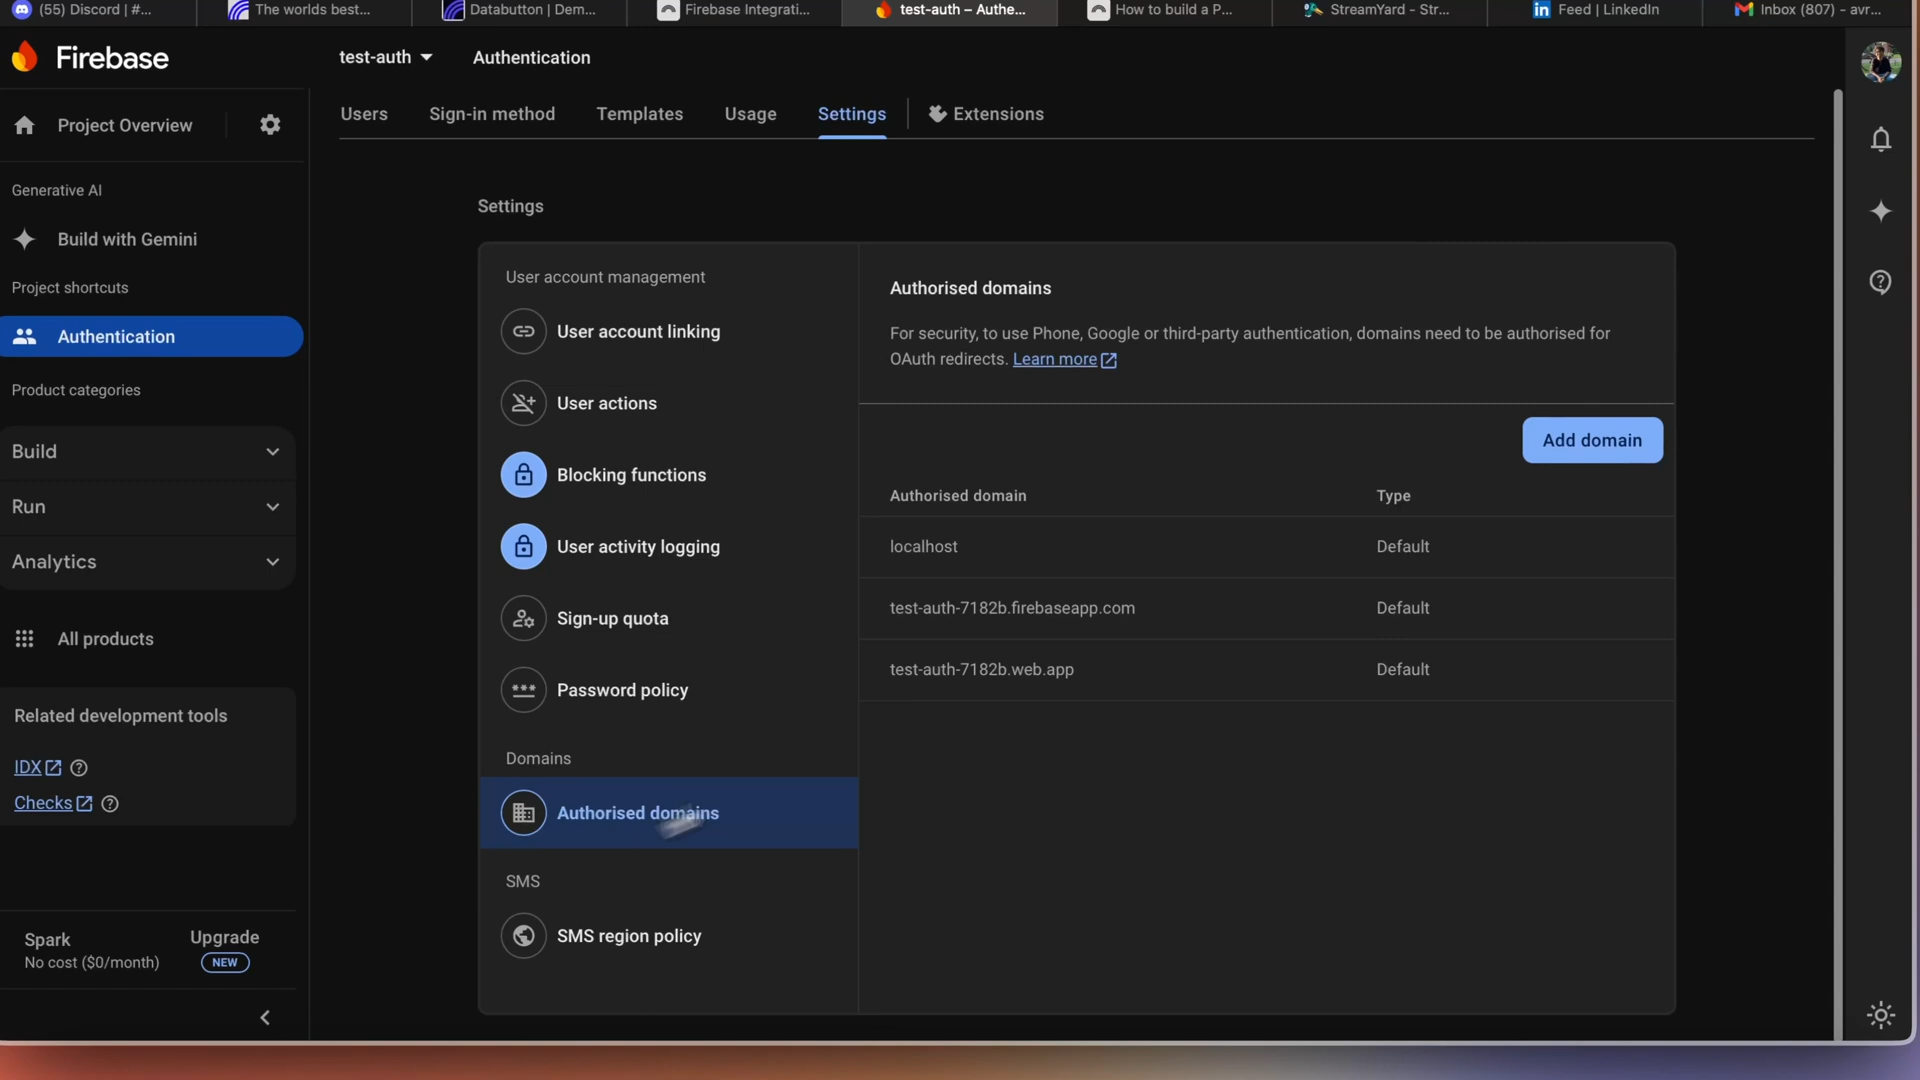 (55) Discord | #...
The worlds best...
Databutton | Dem...
Firebase Integrati...
test-auth – Authe...
How to build a P...
StreamYard - Str...
in Feed | LinkedIn
Inbox (807) - avr...
Firebase
test-auth
Authentication
Project Overview
Users
Sign-in method
Templates
Usage
Settings
Extensions
Generative AI
Build with Gemini
Project shortcuts
Authentication
Product categories
Build
Run
Analytics
All products
Related development tools
IDX
Checks
Spark
No cost ($0/month)
Upgrade
NEW
Settings
User account management
User account linking
User actions
Blocking functions
User activity logging
Sign-up quota
Password policy
Domains
Authorised domains
SMS
SMS region policy
Authorised domains
For security, to use Phone, Google or third-party authentication, domains need to be authorised for
OAuth redirects. Learn more
Add domain
Authorised domain
Type
localhost
Default
test-auth-7182b.firebaseapp.com
Default
test-auth-7182b.web.app
Default